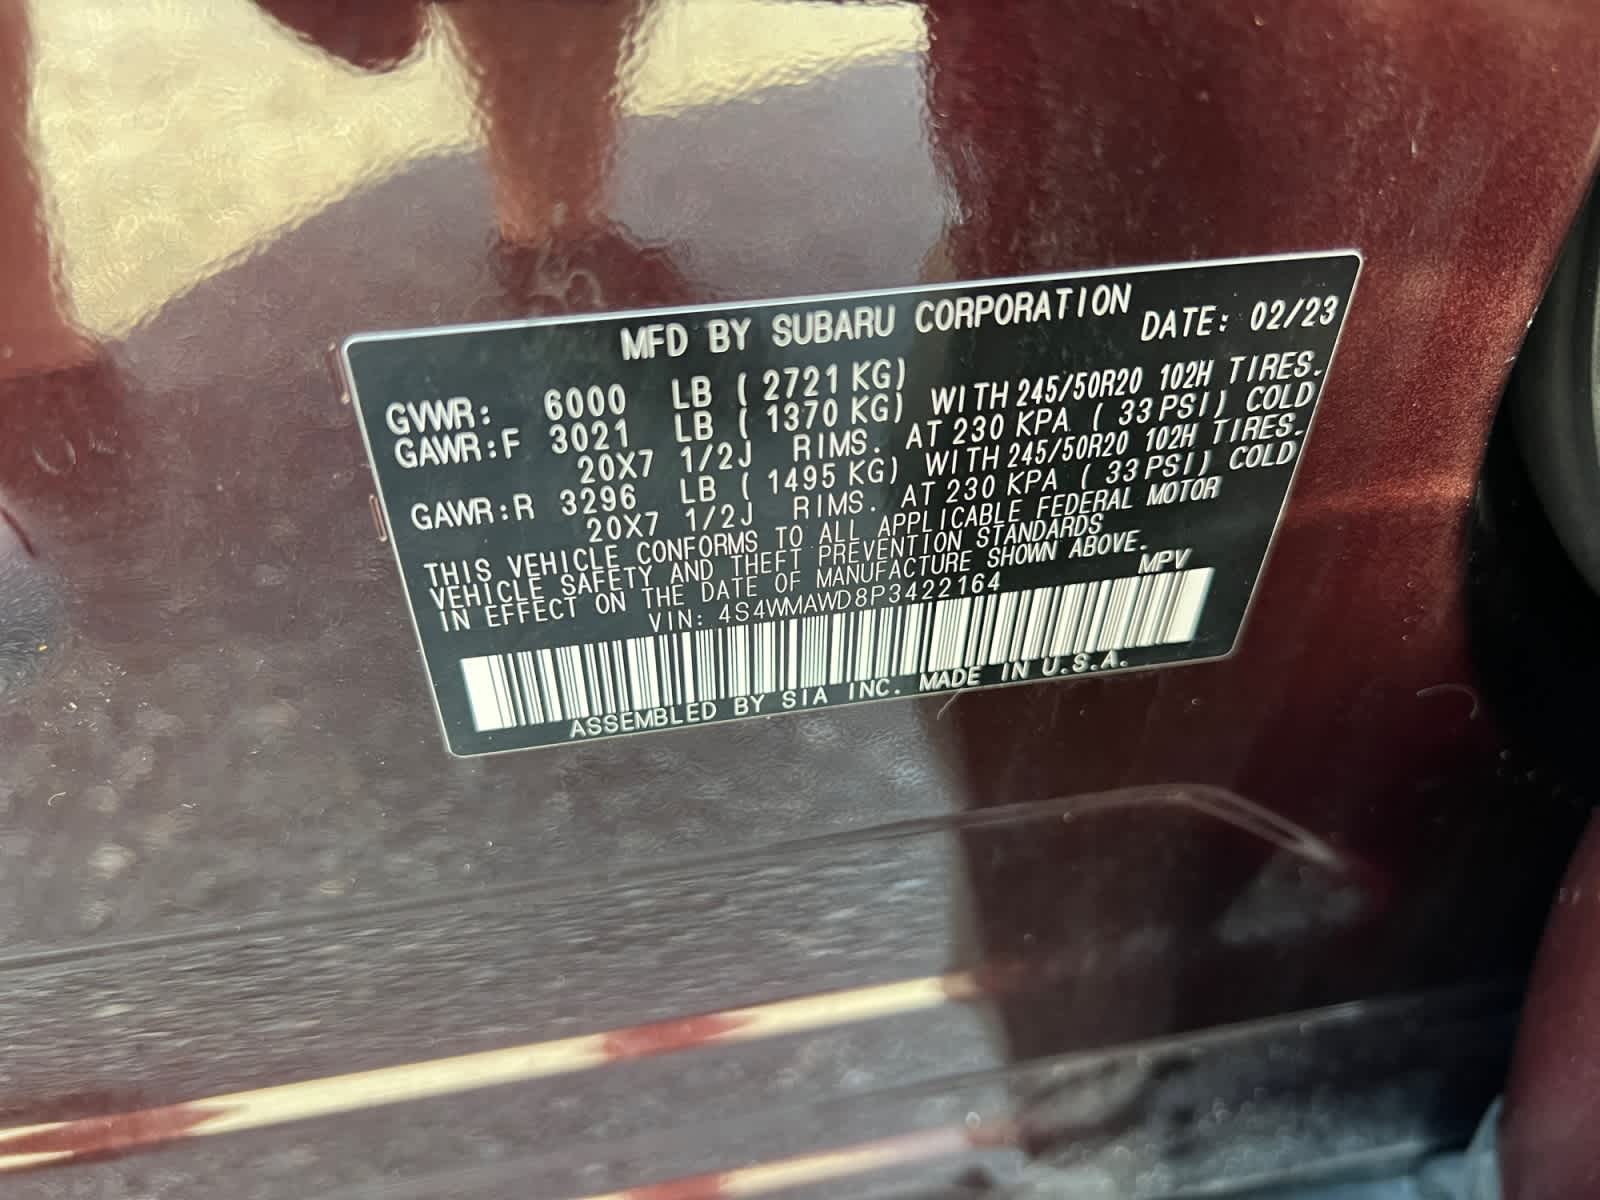 MFD BY SUBARU CORPORATION DATE: 02/23
GVWR: 6000 LB ( 2721 KG)
GAWR:F 3021 LB ( 1370 KG) WITH 245/50R20 102H TIRES.
20X7 1/2J RIMS. AT 230 KPA ( 33 PSI) COLD
GAWR:R 3296 LB ( 1495 KG) WITH 245/50R20 102H TIRES.
20X7 1/2J RIMS. AT 230 KPA ( 33 PSI) COLD
THIS VEHICLE CONFORMS TO ALL APPLICABLE FEDERAL MOTOR
VEHICLE SAFETY AND THEFT PREVENTION STANDARDS
IN EFFECT ON THE DATE OF MANUFACTURE SHOWN ABOVE.
VIN: 4S4WMAWD8P3422164 MPV
ASSEMBLED BY SIA INC. MADE IN U.S.A.